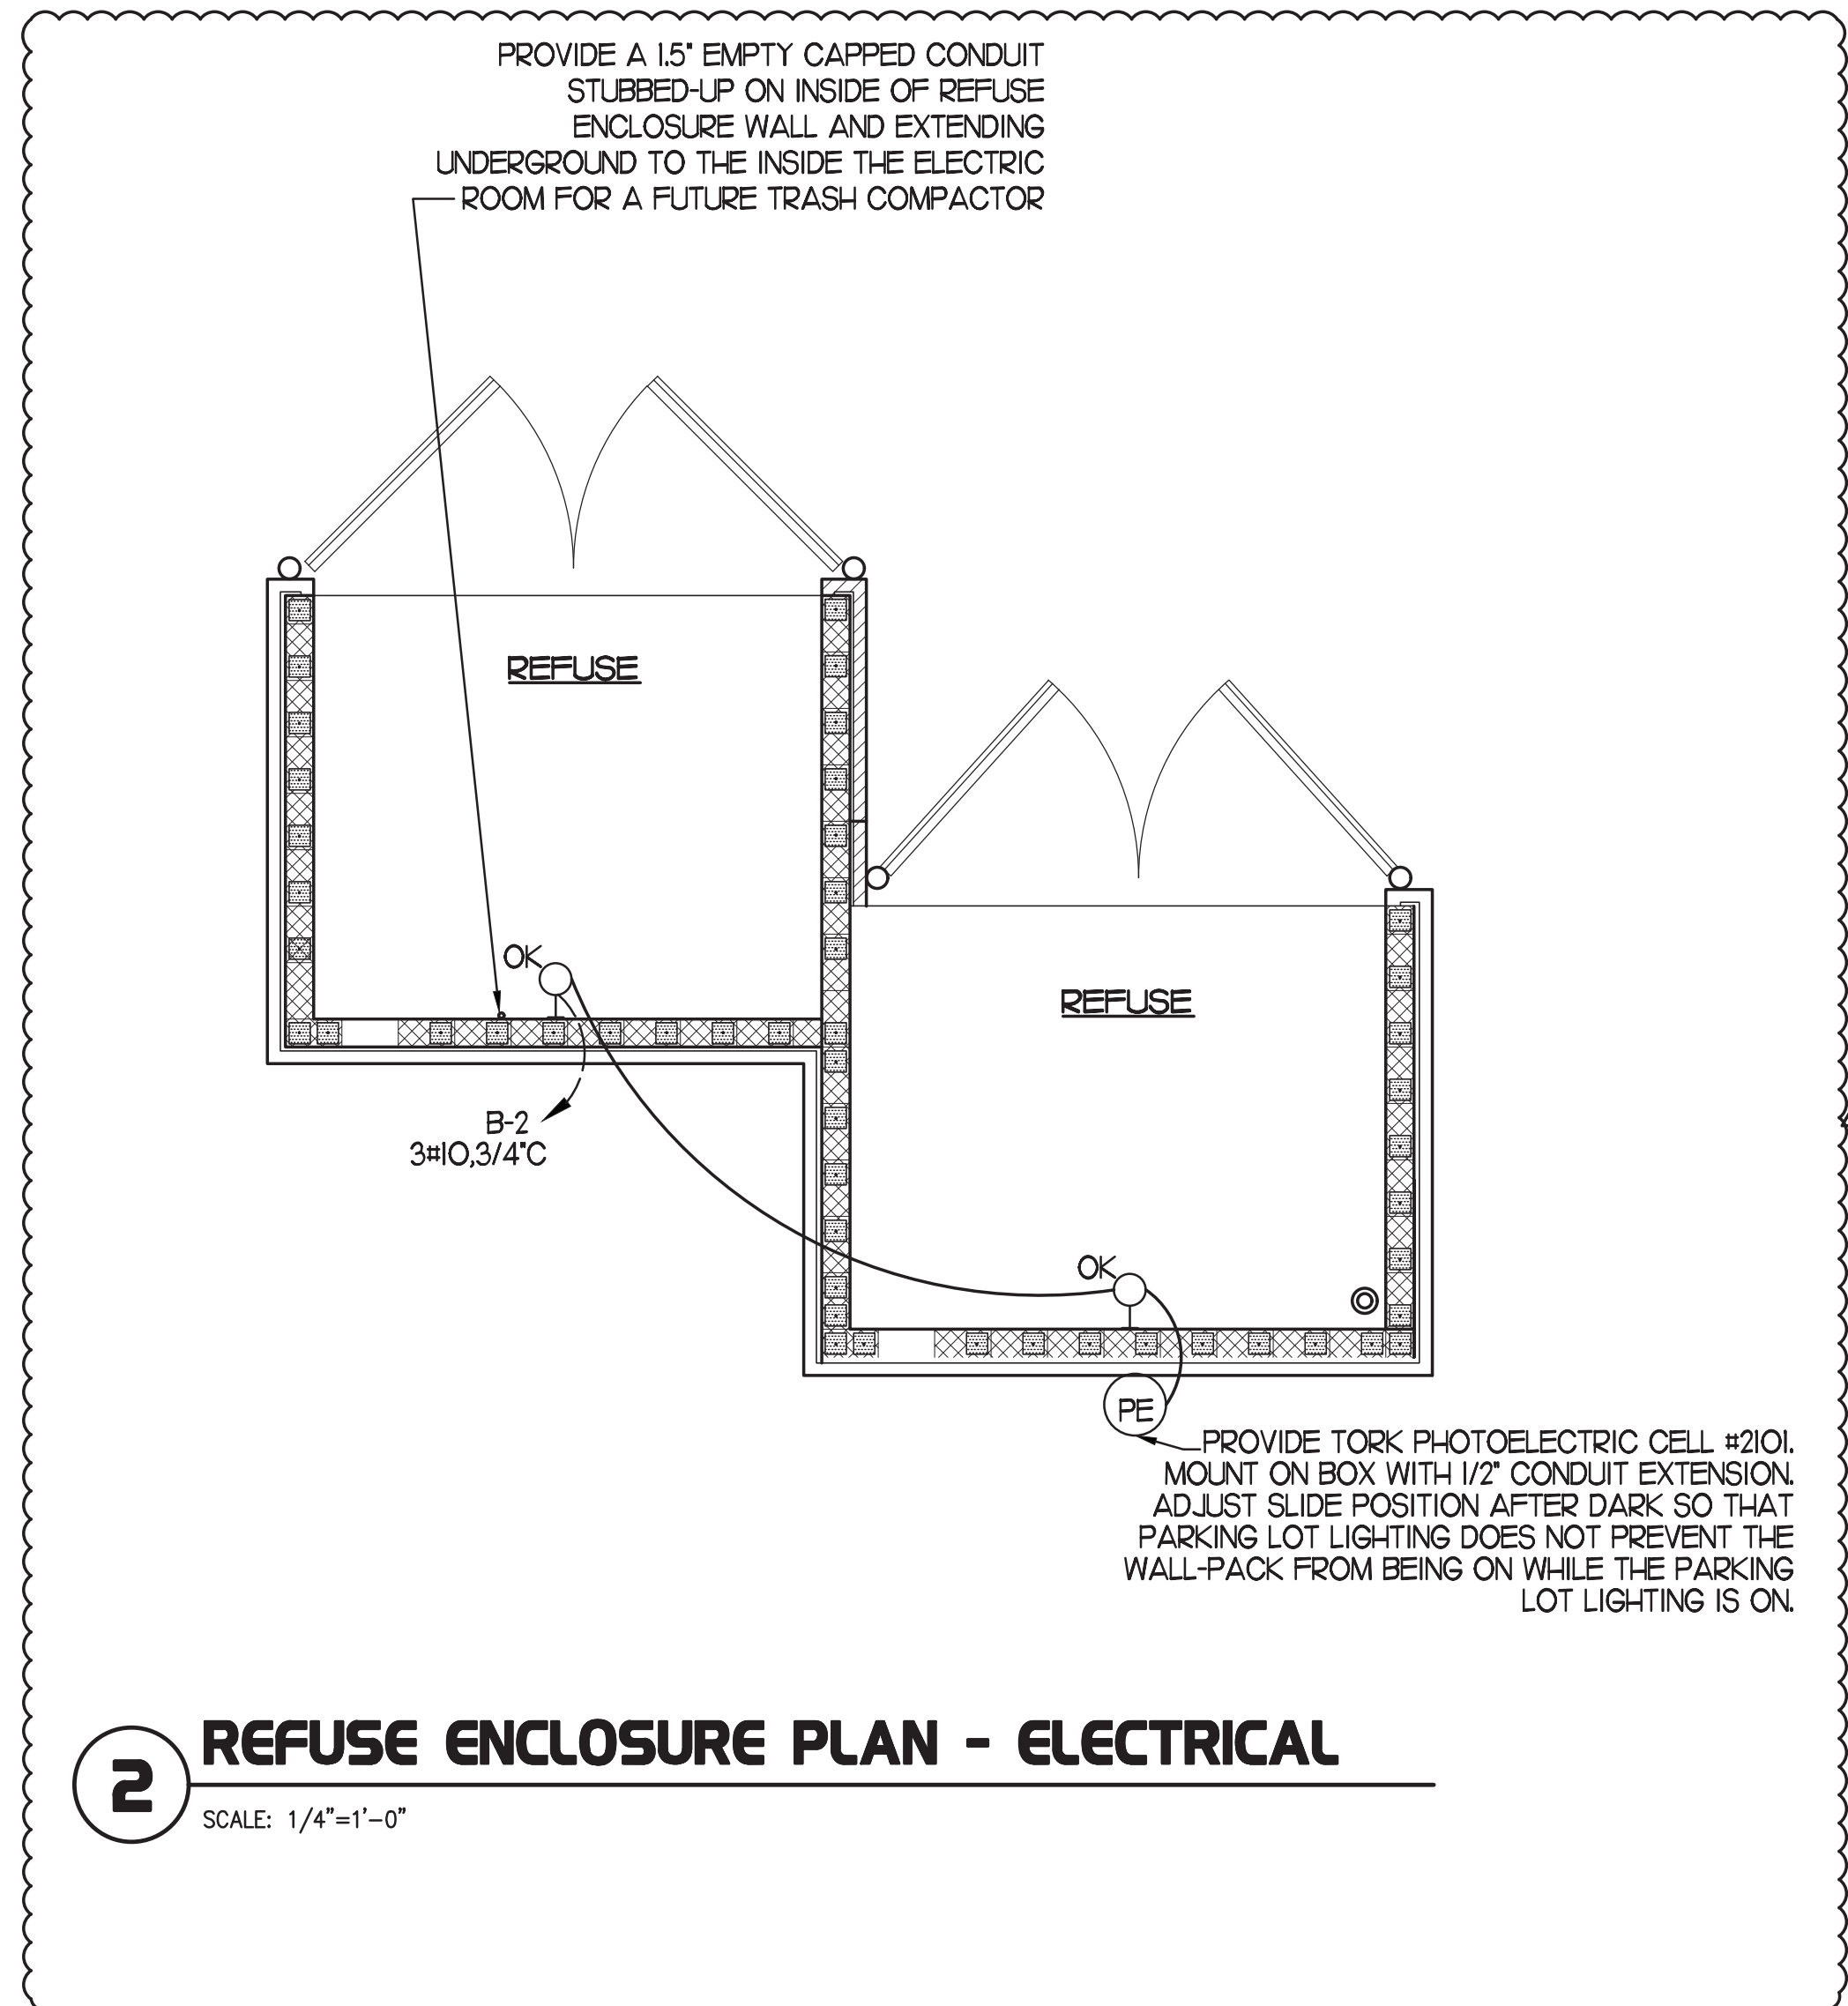 PROVIDE A 1.5" EMPTY CAPPED CONDUIT
STUBBED-UP ON INSIDE OF REFUSE
ENCLOSURE WALL AND EXTENDING
UNDERGROUND TO THE INSIDE THE ELECTRIC
ROOM FOR A FUTURE TRASH COMPACTOR
REFUSE
OK
REFUSE
B-2
3#10,3/4"C
OK
PE
PROVIDE TORK PHOTOELECTRIC CELL #2101.
MOUNT ON BOX WITH 1/2" CONDUIT EXTENSION.
ADJUST SLIDE POSITION AFTER DARK SO THAT
PARKING LOT LIGHTING DOES NOT PREVENT THE
WALL-PACK FROM BEING ON WHILE THE PARKING
LOT LIGHTING IS ON.
2
REFUSE ENCLOSURE PLAN - ELECTRICAL
SCALE: 1/4"=1'-0"